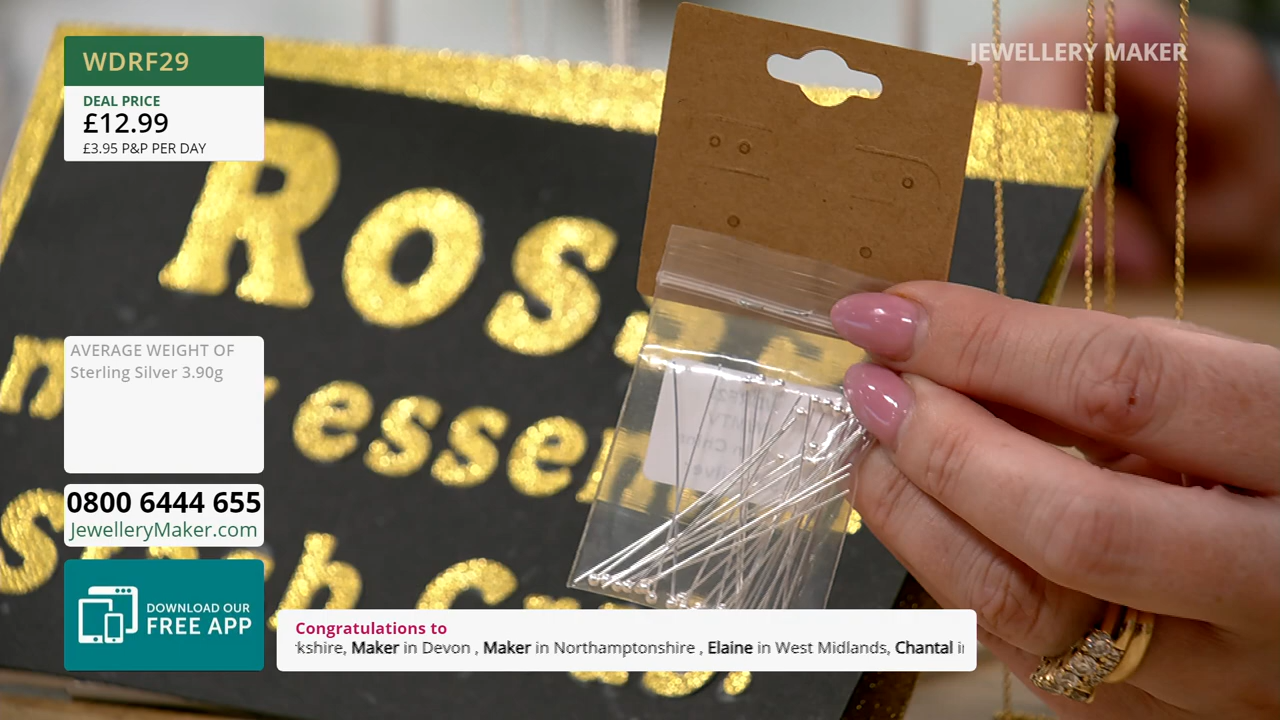 WDRF29
DEAL PRICE
£12.99
£3.95 P&P PER DAY
JEWELLERY MAKER
Ros
esse
AVERAGE WEIGHT OF
Sterling Silver 3.90g
0800 6444 655
JewelleryMaker.com
DOWNLOAD OUR
FREE APP
Congratulations to
kshire, Maker in Devon , Maker in Northamptonshire , Elaine in West Midlands, Chantal i